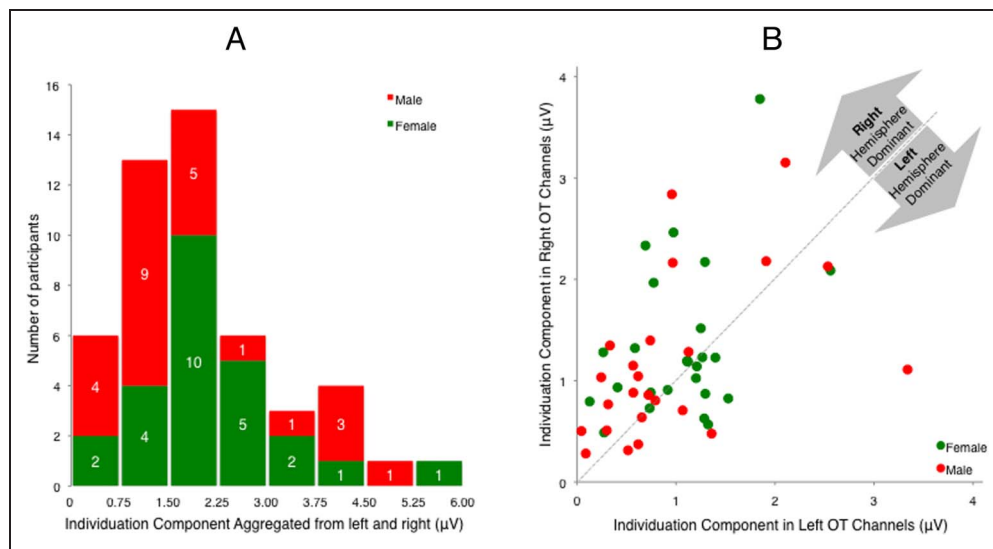 A
16
14
12
10
8
6
4
2
0
Number of participants
Male
Female
4
2
9
4
5
10
1
5
1
2
3
1
1
1
0 0.75 1.50 2.25 3.00 3.75 4.50 5.25 6.00
Individuation Component Aggregated from left and right (µV)
B
4
3
2
1
0
Individuation Component in Right OT Channels (µV)
Right
Hemisphere
Dominant
Left
Hemisphere
Dominant
Female
Male
0 1 2 3 4
Individuation Component in Left OT Channels (µV)